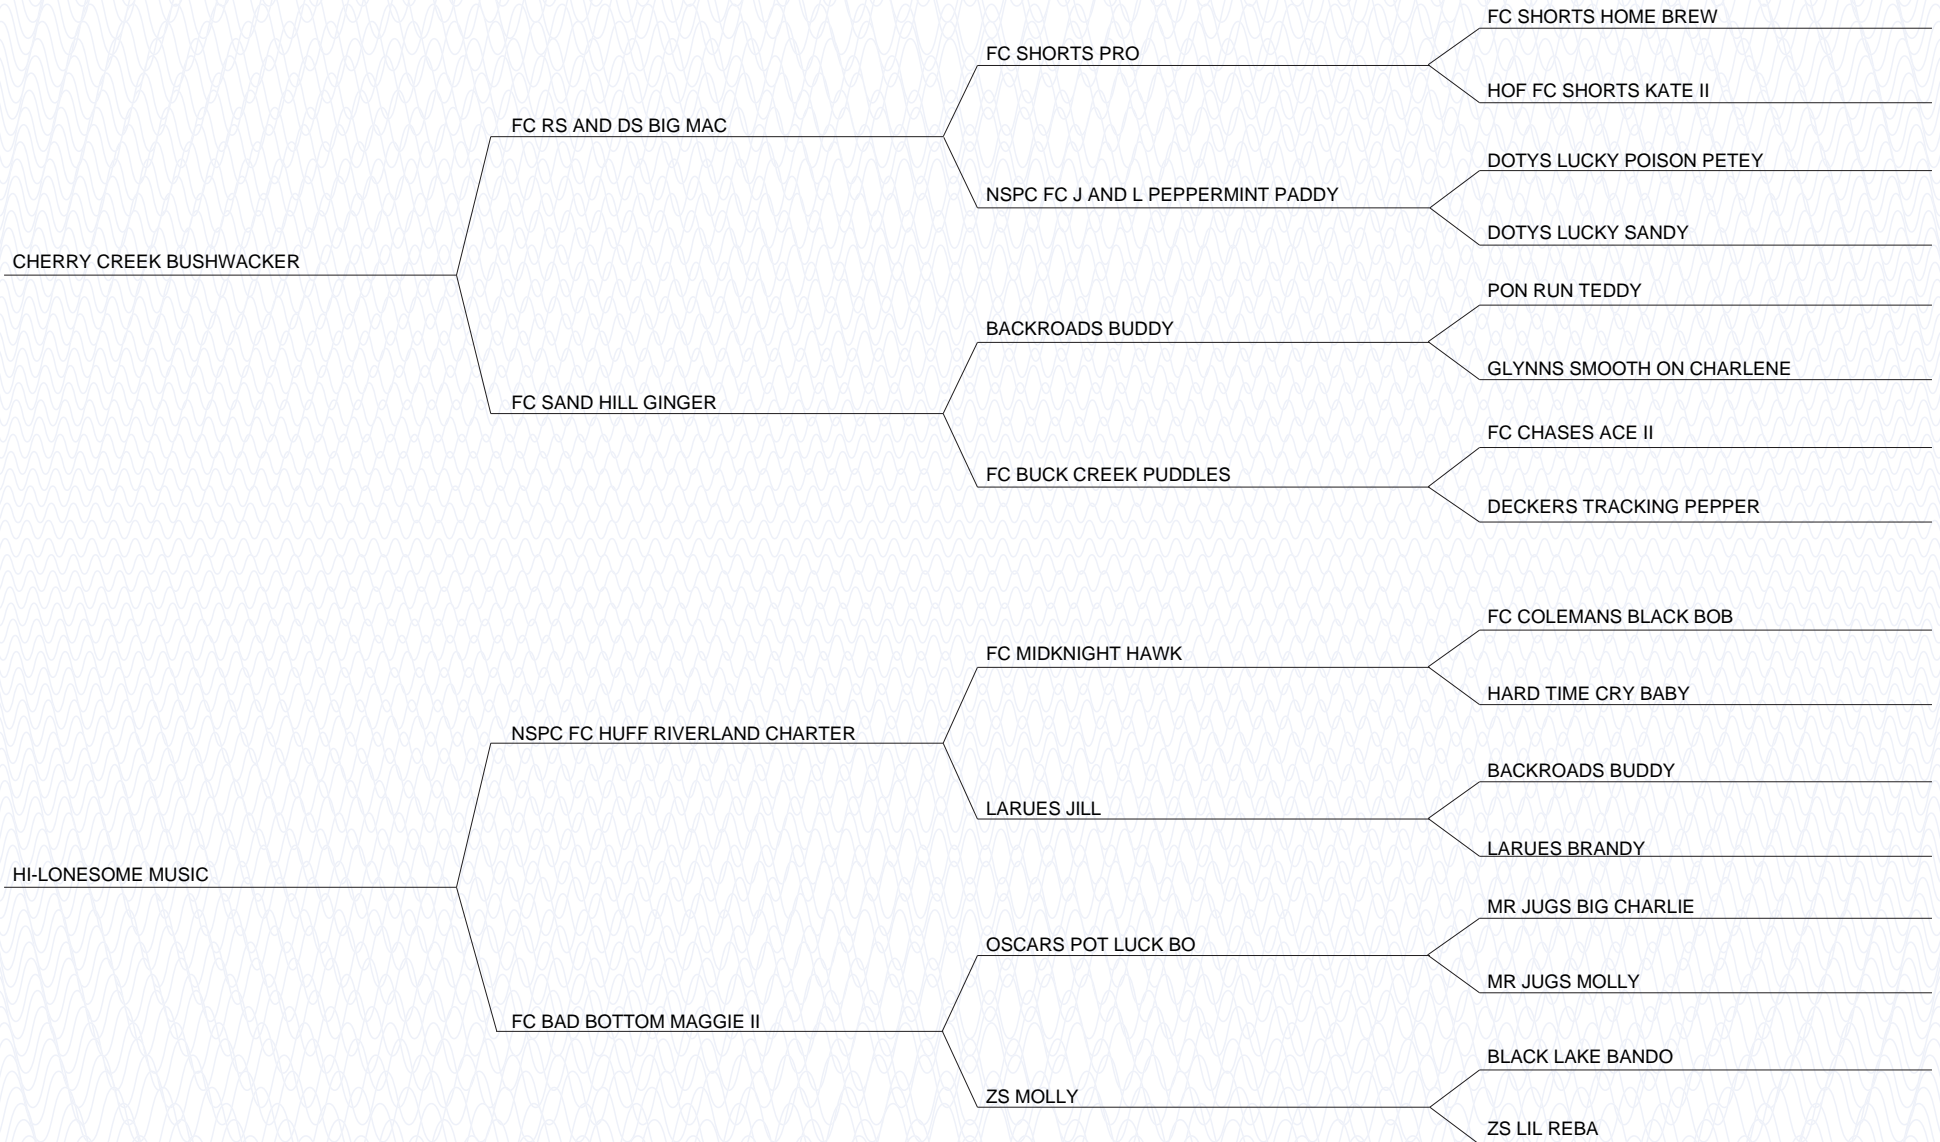 FC SHORTS HOME BREW
FC SHORTS PRO
HOF FC SHORTS KATE II
FC RS AND DS BIG MAC
DOTYS LUCKY POISON PETEY
NSPC FC J AND L PEPPERMINT PADDY
DOTYS LUCKY SANDY
CHERRY CREEK BUSHWACKER
PON RUN TEDDY
BACKROADS BUDDY
GLYNNS SMOOTH ON CHARLENE
FC SAND HILL GINGER
FC CHASES ACE II
FC BUCK CREEK PUDDLES
DECKERS TRACKING PEPPER
FC COLEMANS BLACK BOB
FC MIDKNIGHT HAWK
HARD TIME CRY BABY
NSPC FC HUFF RIVERLAND CHARTER
BACKROADS BUDDY
LARUES JILL
LARUES BRANDY
HI-LONESOME MUSIC
MR JUGS BIG CHARLIE
OSCARS POT LUCK BO
MR JUGS MOLLY
FC BAD BOTTOM MAGGIE II
BLACK LAKE BANDO
ZS MOLLY
ZS LIL REBA